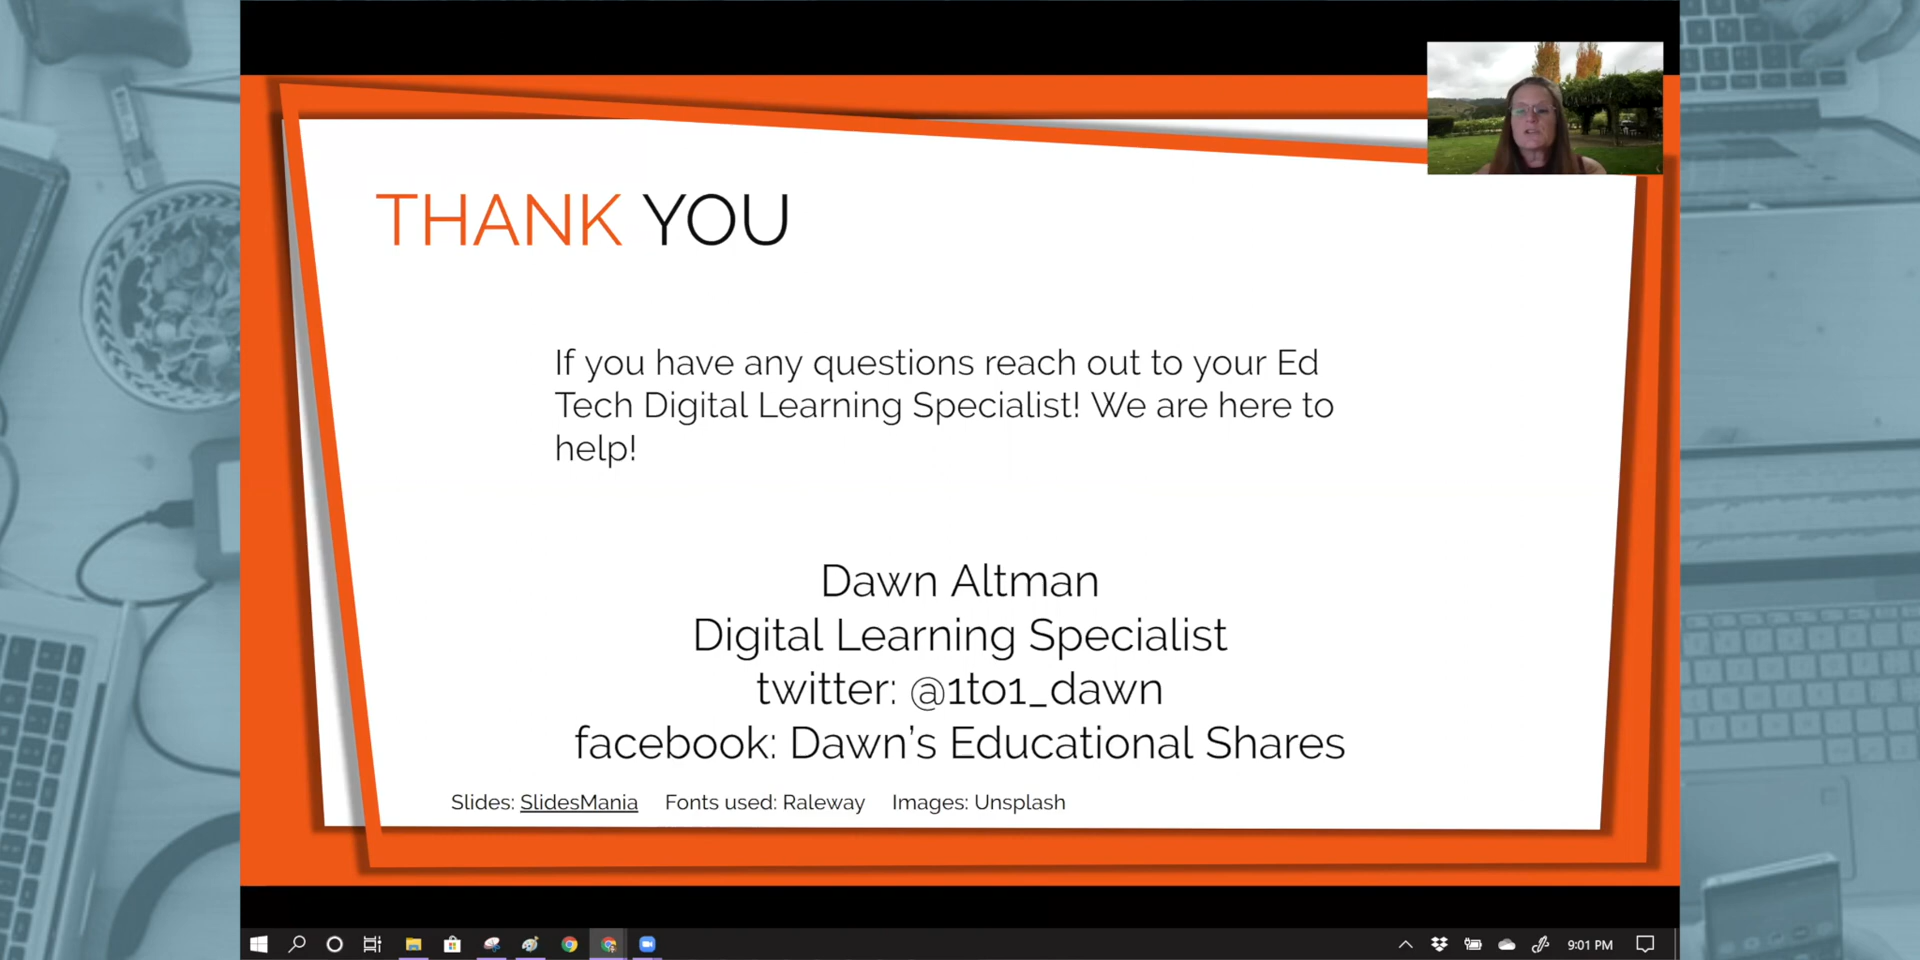 THANK YOU
If you have any questions reach out to your Ed
Tech Digital Learning Specialist! We are here to
help!
Dawn Altman
Digital Learning Specialist
twitter: @1to1_dawn
facebook: Dawn's Educational Shares
Slides: SlidesMania Fonts used: Raleway Images: Unsplash
9:01 PM